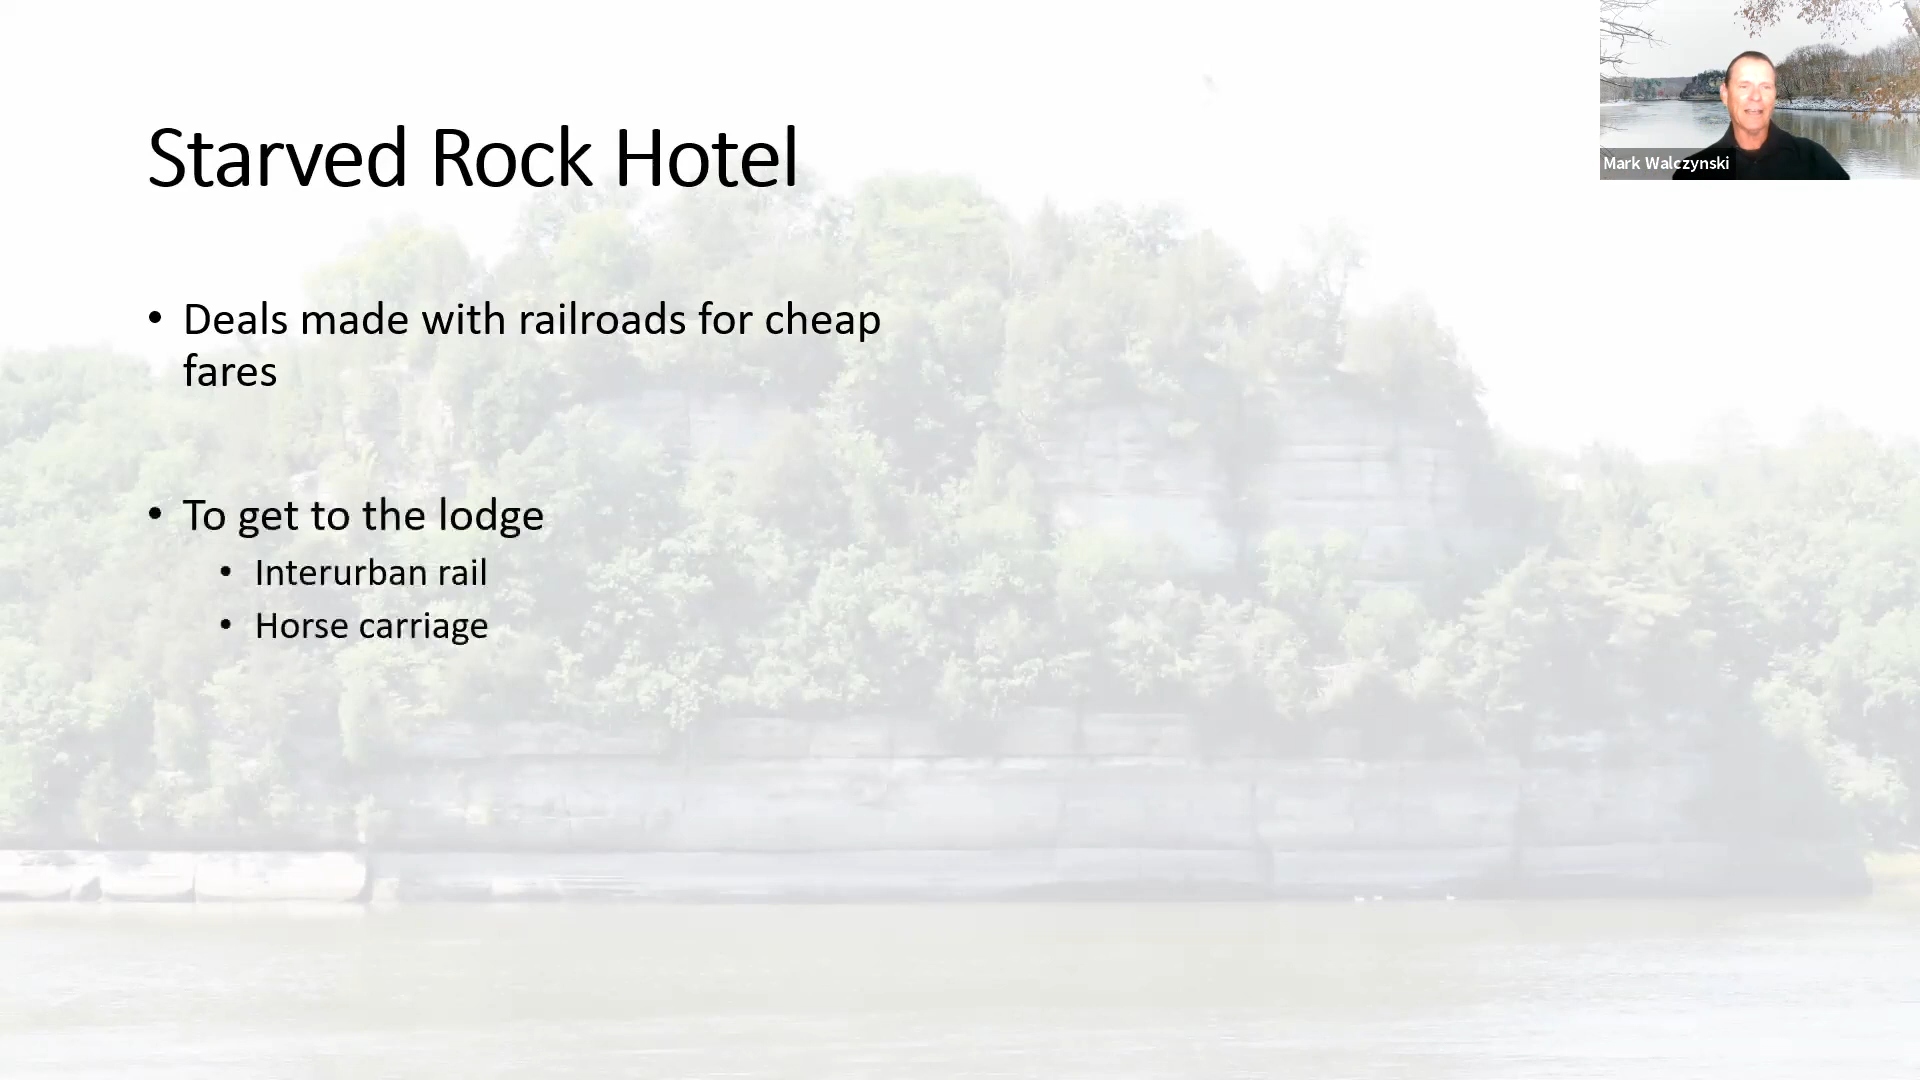 Starved Rock Hotel
• Deals made with railroads for cheap
fares
• To get to the lodge
• Interurban rail
• Horse carriage
Mark Walczynski